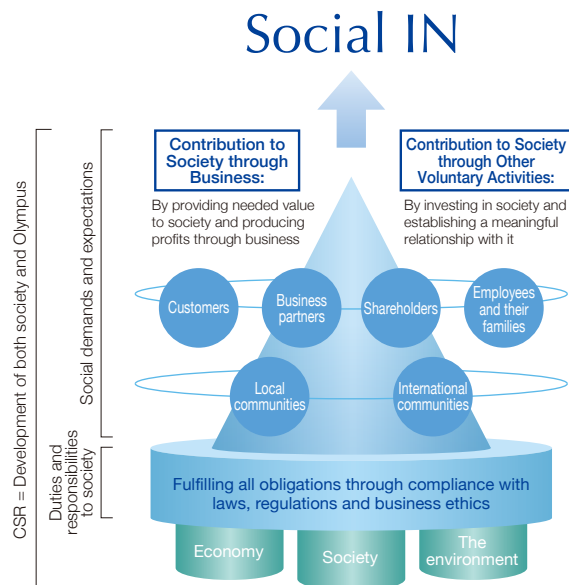 Social IN
Contribution to
Society through
Business:
By providing needed value
to society and producing
profits through business
Contribution to Society
through Other
Voluntary Activities:
By investing in society and
establishing a meaningful
relationship with it
CSR = Development of both society and Olympus
Social demands and expectations
Customers
Business
partners
Shareholders
Employees
and their
families
Local
communities
International
communities
Duties and
responsibilities
to society
Fulfilling all obligations through compliance with
laws, regulations and business ethics
Economy
Society
The
environment